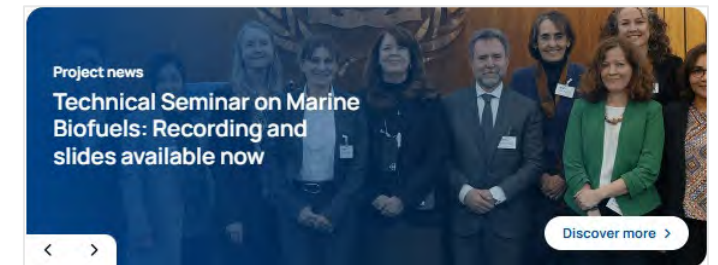 Project news
Technical Seminar on Marine
Biofuels: Recording and
slides available now
Discover more